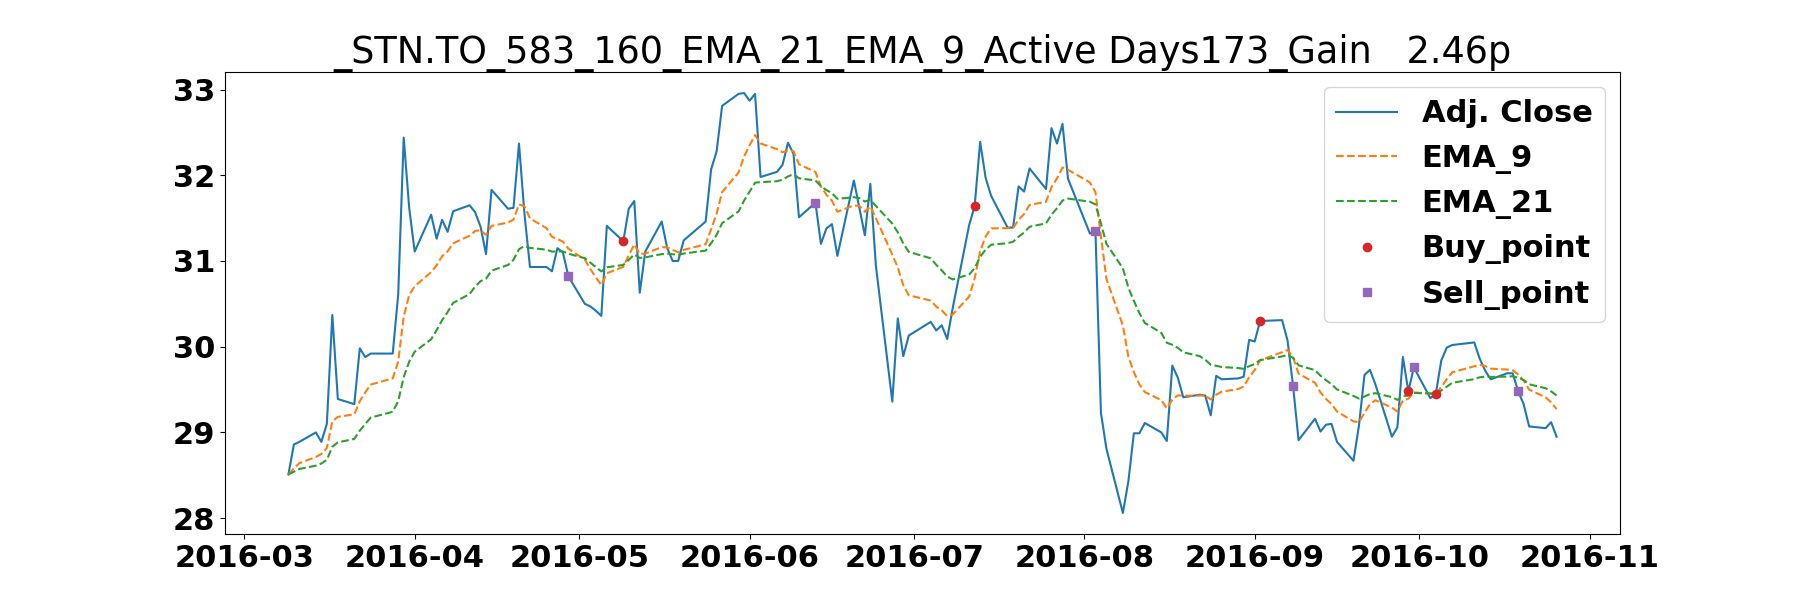 _STN.TO_583_160_EMA_21_EMA_9_Active Days173_Gain   2.46p
33
32
31
30
29
28
Adj. Close
EMA_9
EMA_21
Buy_point
Sell_point
2016-03 2016-04 2016-05 2016-06 2016-07 2016-08 2016-09 2016-10 2016-11